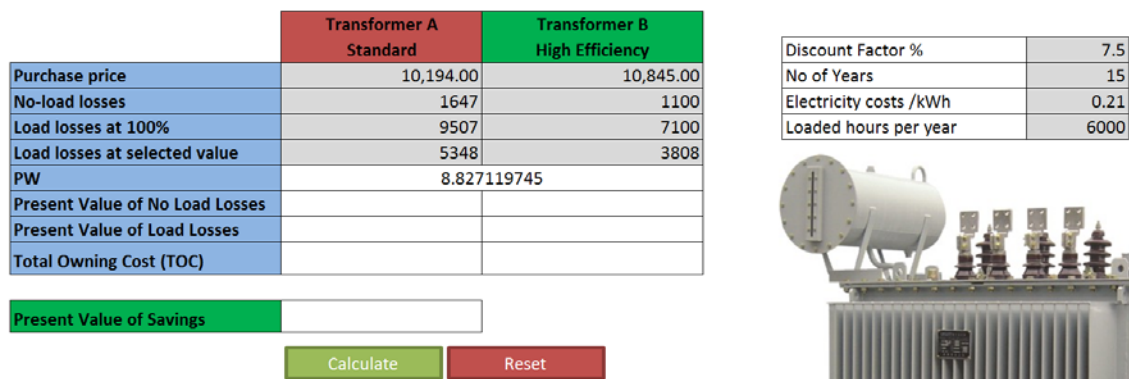 Transformer A Transformer B
Standard High Efficiency
Purchase price 10,194.00 10,845.00
No-load losses 1647 1100
Load losses at 100% 9507 7100
Load losses at selected value 5348 3808
PW 8.827119745
Present Value of No Load Losses
Present Value of Load Losses
Total Owning Cost (TOC)
Present Value of Savings
Calculate Reset
Discount Factor % 7.5
No of Years 15
Electricity costs /kWh 0.21
Loaded hours per year 6000